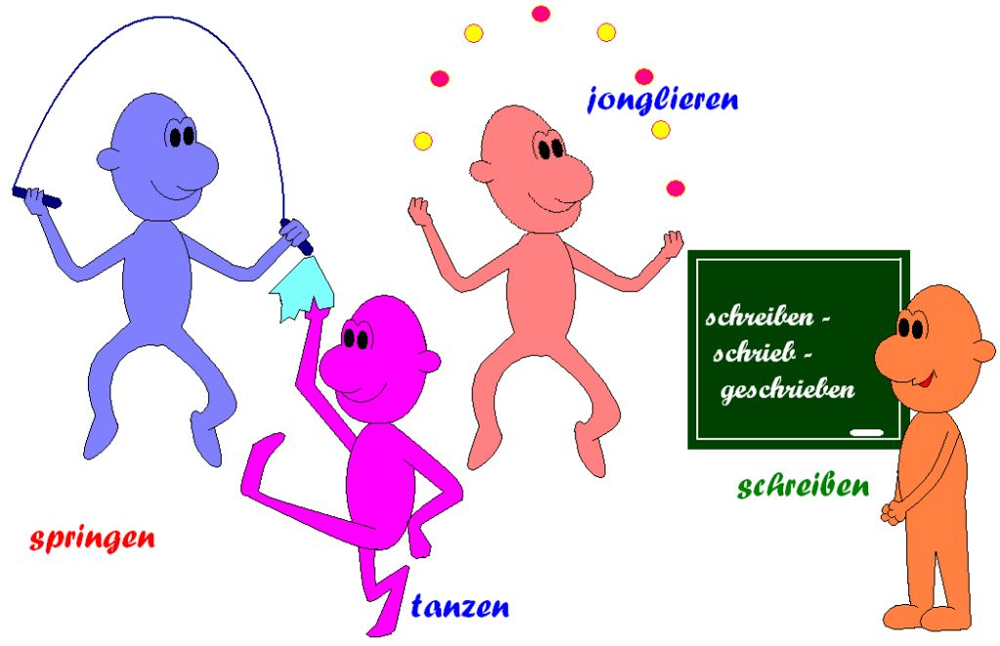 jonglieren
schreiben -
schrieb -
geschrieben
schreiben
springen
tanzen